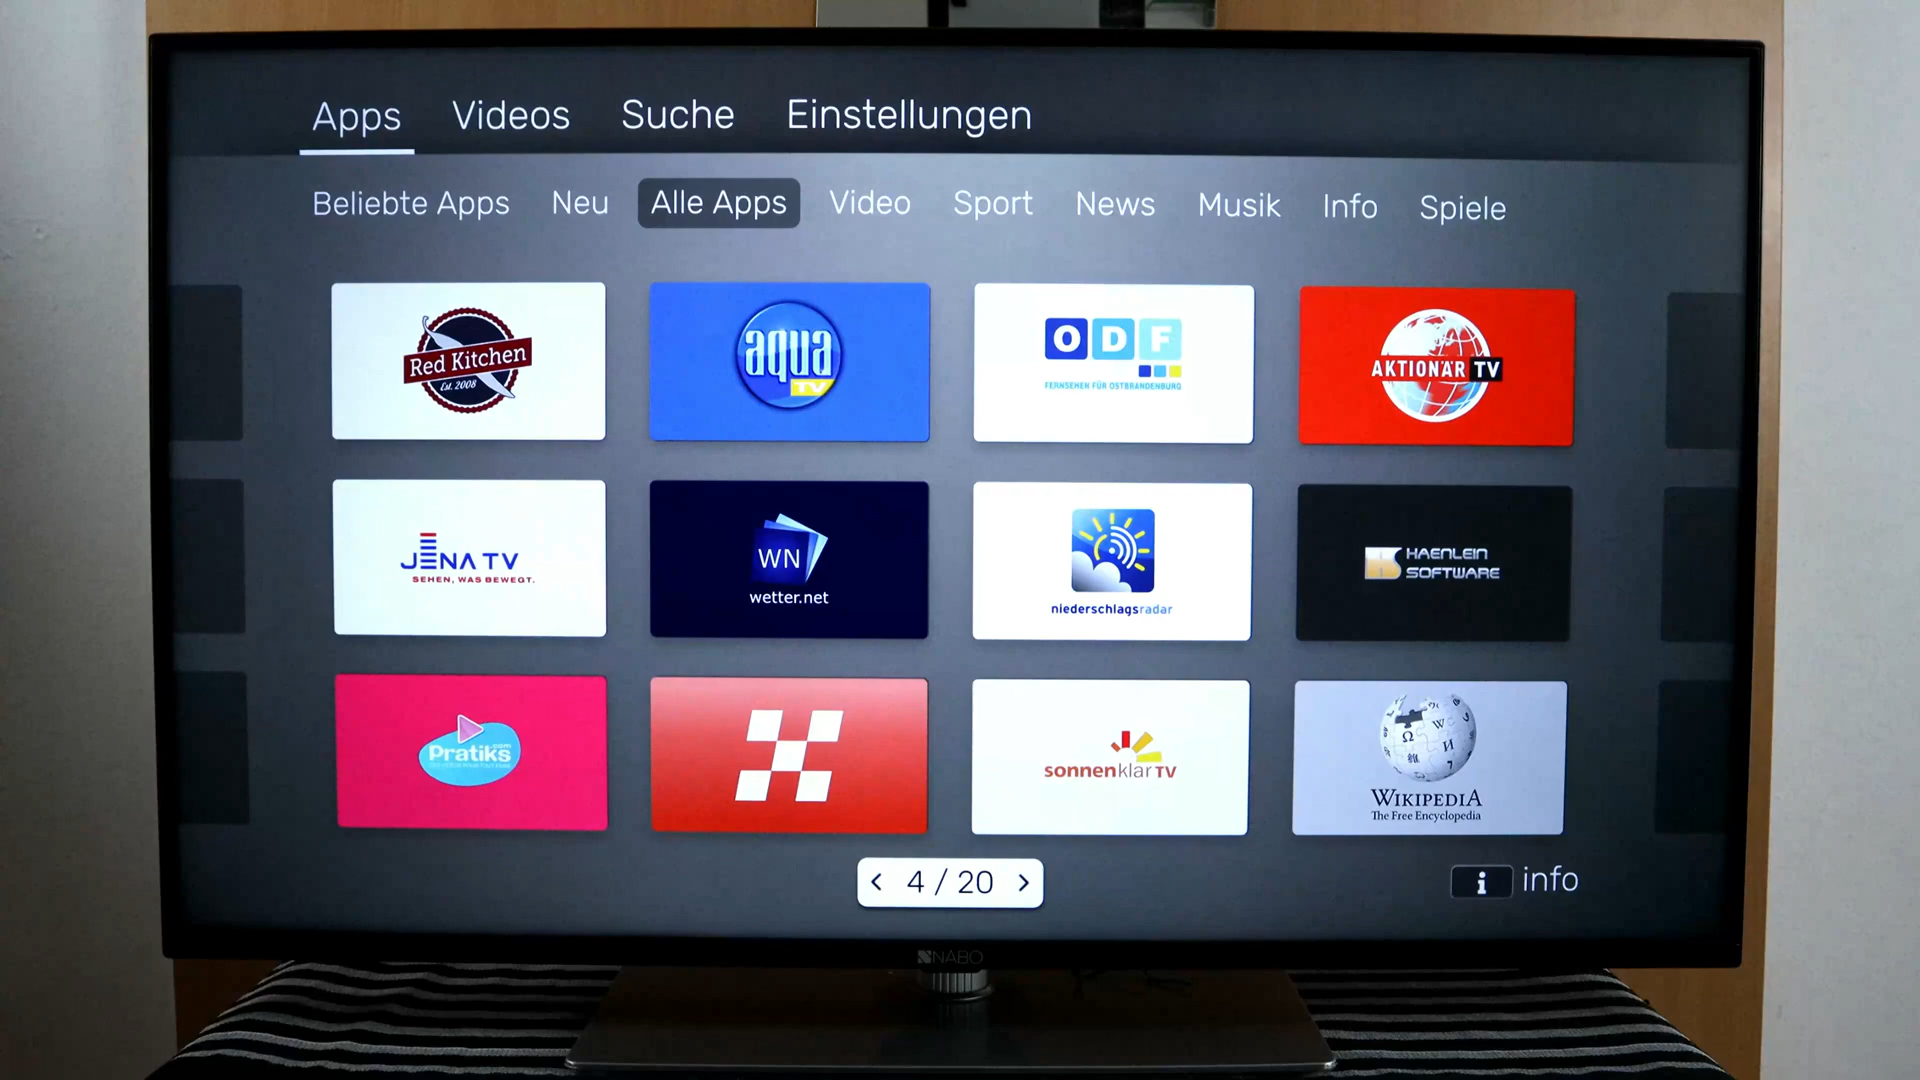 Apps Videos Suche Einstellungen
Beliebte Apps Neu Alle Apps Video Sport News Musik Info Spiele
Red Kitchen
Est. 2008
aqua
TV
ODF
FERNSEHEN FÜR OSTBRANDENBURG
AKTIONÄR TV
JENA TV
SEHEN, WAS BEWEGT.
WN
wetter.net
niederschlagsradar
HAENLEIN
SOFTWARE
Pratiks
.com
sonnenklar TV
WIKIPEDIA
The Free Encyclopedia
< 4 / 20 >
i info
NABO